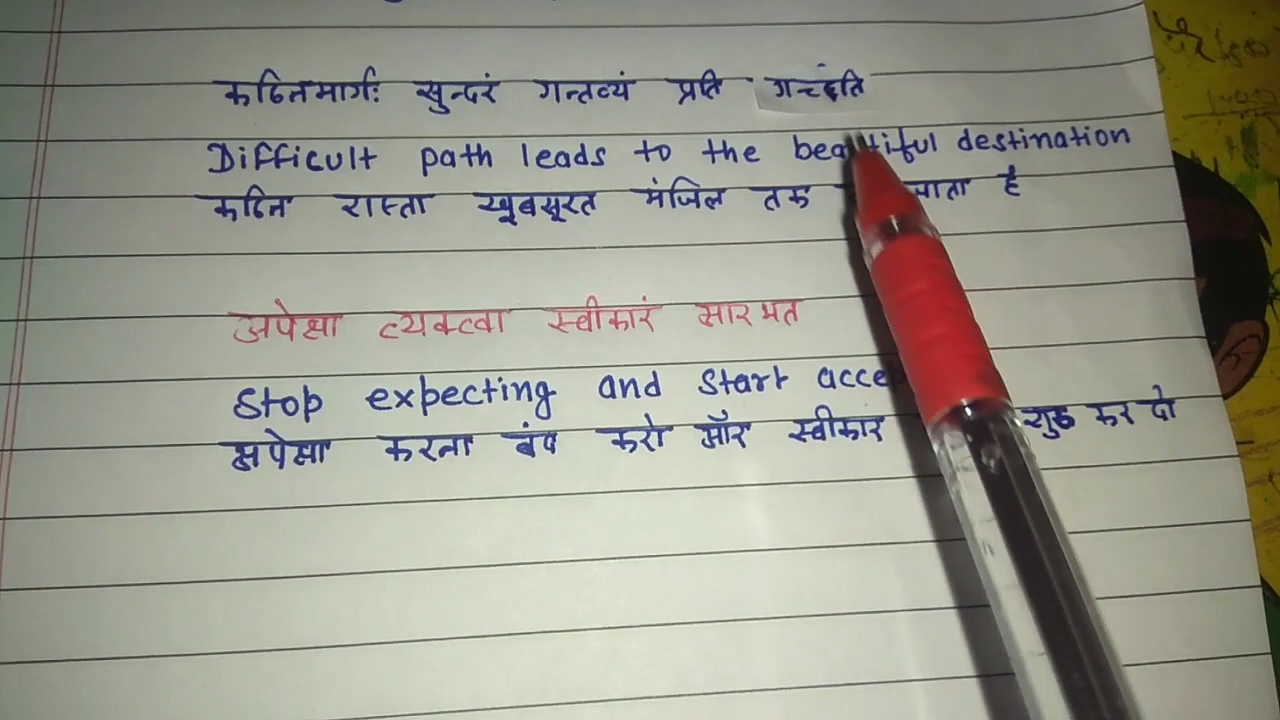 कठिनमार्गः सुन्दरं गन्तव्यं प्रति गच्छंति
Difficult path leads to the beautiful destination
कठिन रास्ता खूबसूरत मंजिल तक जाता है
अपेक्षा त्यक्त्वा स्वीकारं आरभत
Stop expecting and start
अपेक्षा करना बंद करो और स्वीकार शुरू कर दो